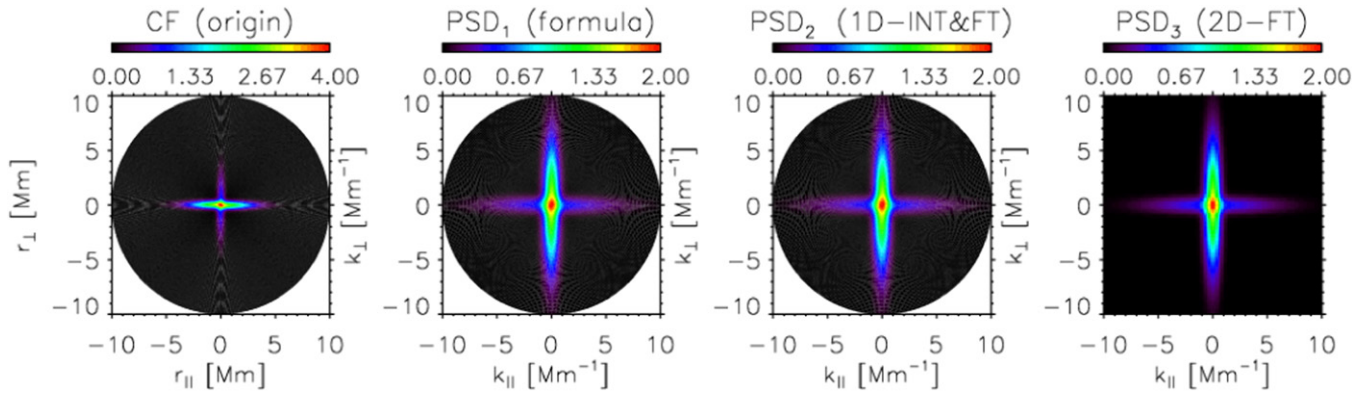 CF (origin)
0.00 1.33 2.67 4.00
10
5
0
−5
−10
r⊥ [Mm]
−10 −5 0 5 10
r|| [Mm]
PSD₁ (formula)
0.00 0.67 1.33 2.00
10
5
0
−5
−10
k⊥ [Mm⁻¹]
−10 −5 0 5 10
k|| [Mm⁻¹]
PSD₂ (1D−INT&FT)
0.00 0.67 1.33 2.00
10
5
0
−5
−10
k⊥ [Mm⁻¹]
−10 −5 0 5 10
k|| [Mm⁻¹]
PSD₃ (2D−FT)
0.00 0.67 1.33 2.00
10
5
0
−5
−10
k⊥ [Mm⁻¹]
−10 −5 0 5 10
k|| [Mm⁻¹]